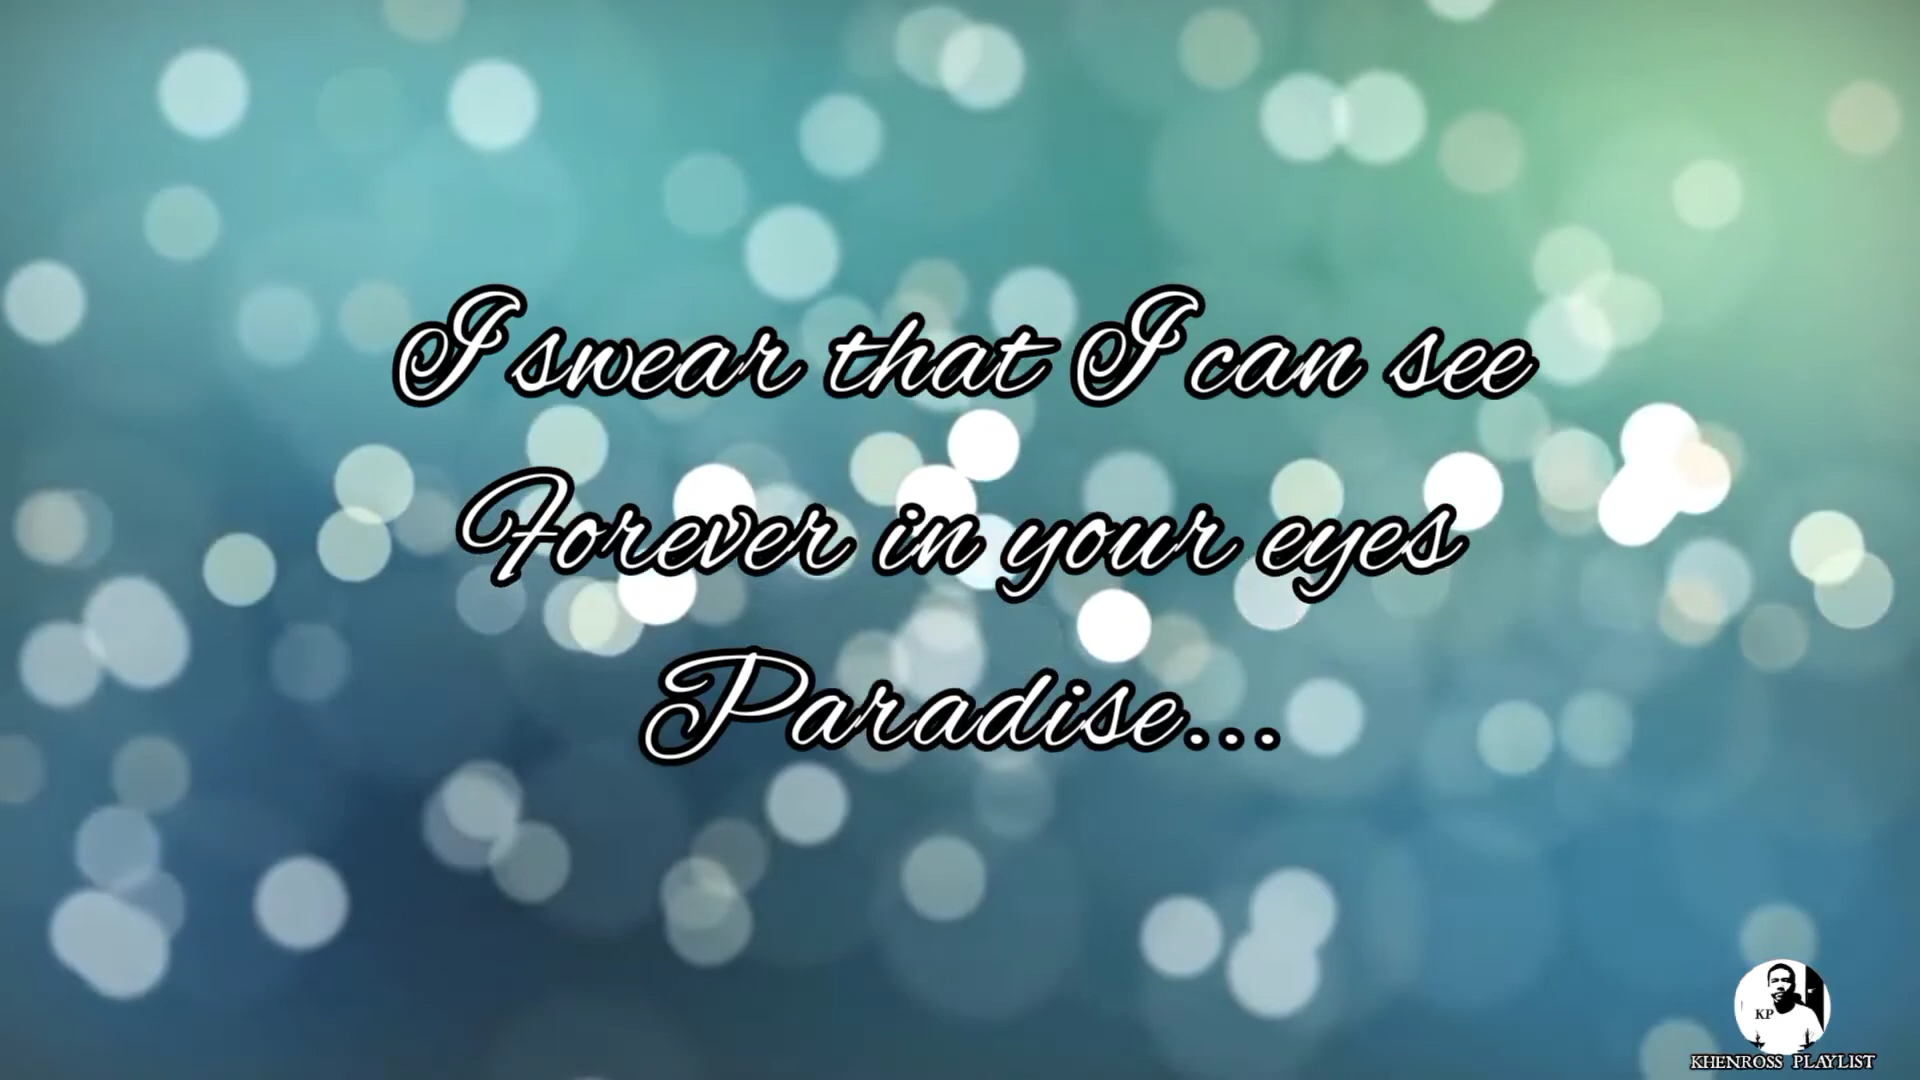 I swear that I can see
Forever in your eyes
Paradise...
KP
KHENROSS PLAYLIST